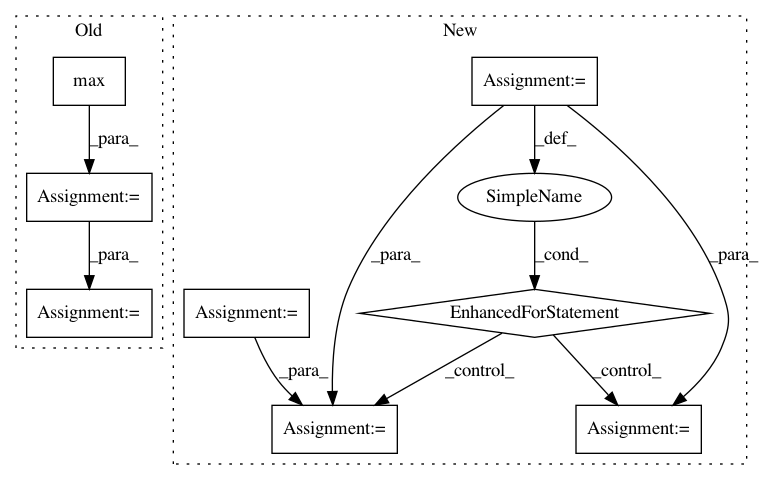 Old
New
max
Assignment:=
_para_
_def_
Assignment:=
SimpleName
_para_
_para_
_cond_
_para_
Assignment:=
Assignment:=
EnhancedForStatement
_para_
_control_
_control_
Assignment:=
Assignment:=